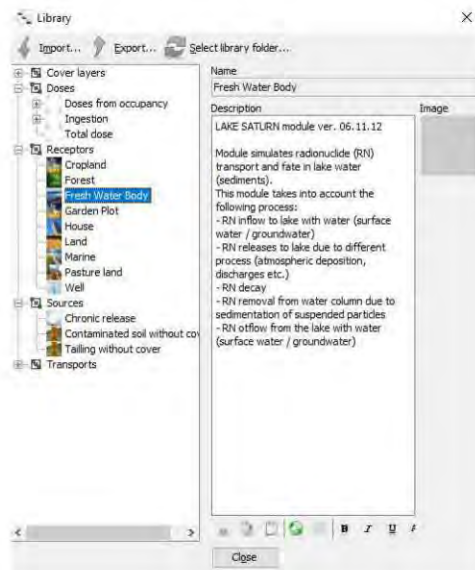 Library
Import... Export... Select library folder...
Cover layers
Doses
Doses from occupancy
Ingestion
Total dose
Receptors
Cropland
Forest
Fresh Water Body
Garden Plot
House
Land
Marine
Pasture land
Well
Sources
Chronic release
Contaminated soil without cov
Tailling without cover
Transports
Name
Fresh Water Body
Description
Image
LAKE SATURN module ver. 06.11.12
Module simulates radionuclide (RN)
transport and fate in lake water
(sediments).
This module takes into account the
following process:
- RN inflow to lake with water (surface
water / groundwater)
- RN releases to lake due to different
process (atmospheric deposition,
discharges etc.)
- RN decay
- RN removal from water column due to
sedimentation of suspended particles
- RN otflow from the lake with water
(surface water / groundwater)
B I U
Close